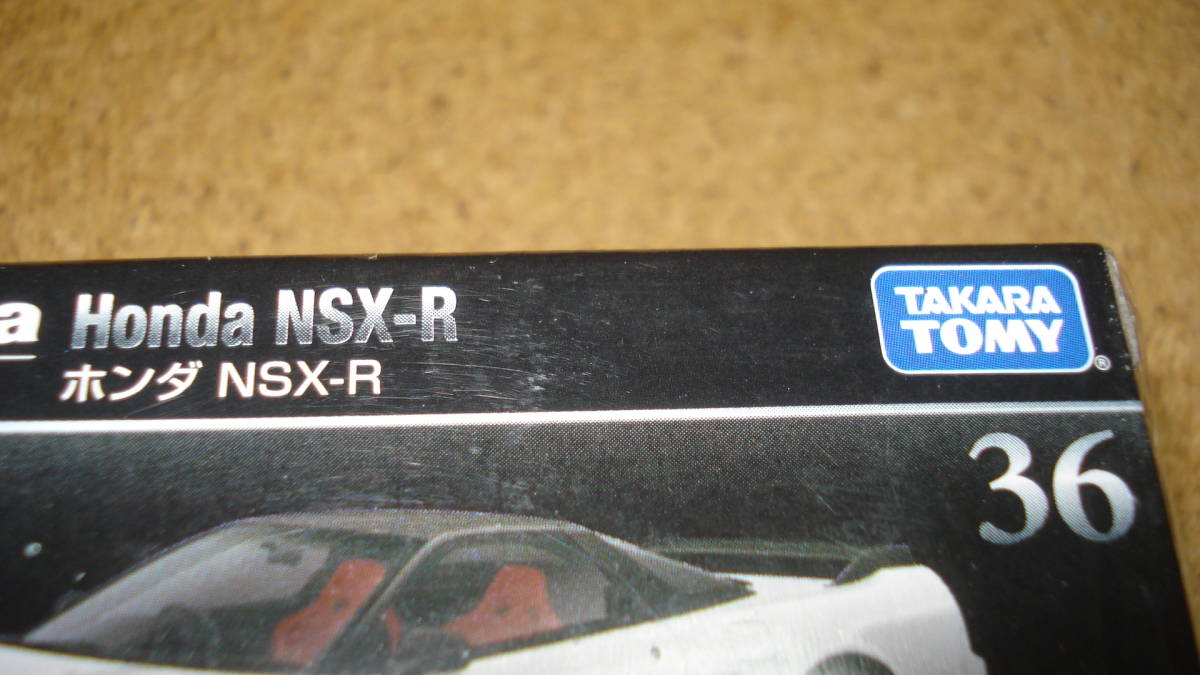 a Honda NSX-R
ホンダ NSX-R
TAKARA
TOMY
®
36